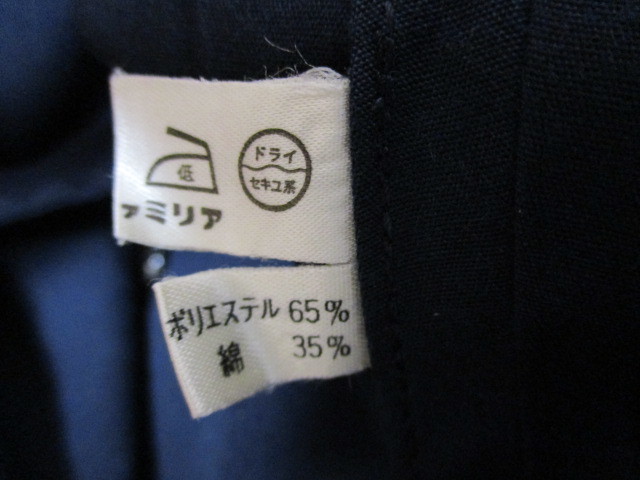 低
ドライ
セキユ系
ァミリア
ポリエステル 65%
綿 35%